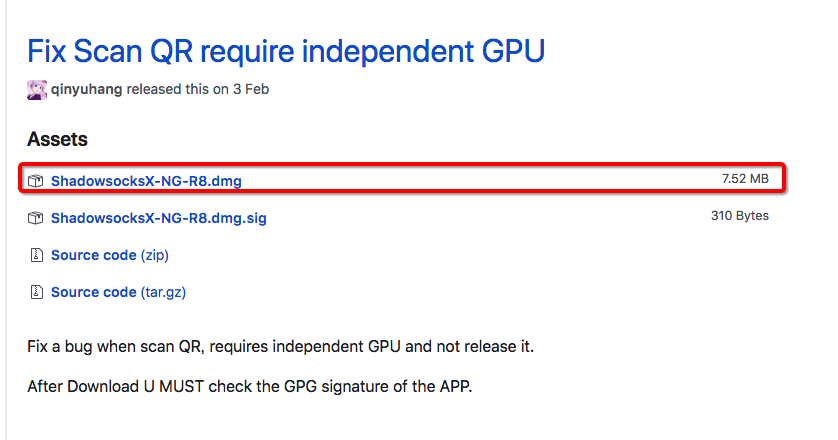 Fix Scan QR require independent GPU
qinyuhang released this on 3 Feb
Assets
ShadowsocksX-NG-R8.dmg 7.52 MB
ShadowsocksX-NG-R8.dmg.sig 310 Bytes
Source code (zip)
Source code (tar.gz)
Fix a bug when scan QR, requires independent GPU and not release it.
After Download U MUST check the GPG signature of the APP.